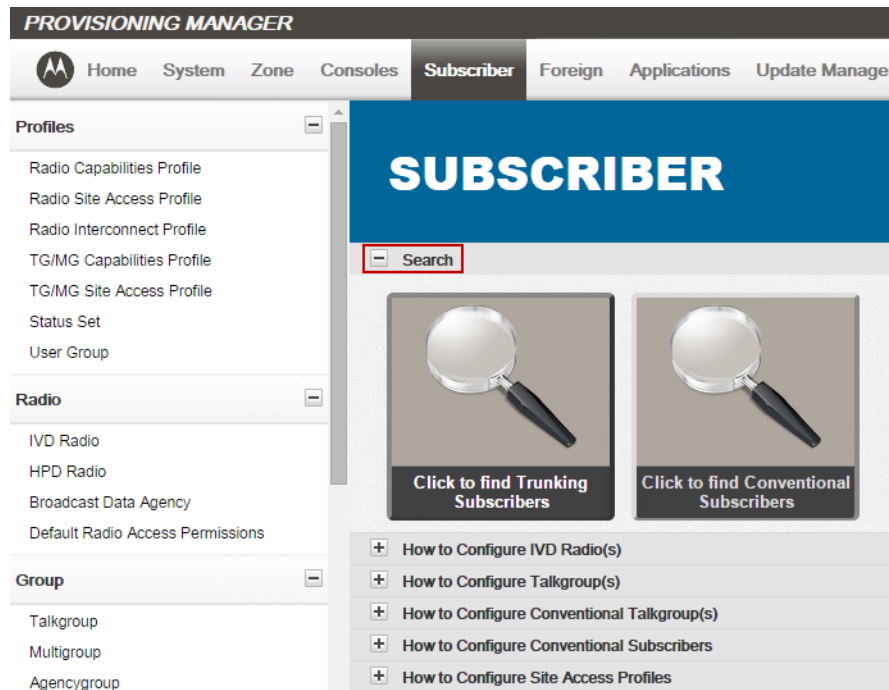 PROVISIONING MANAGER
Home System Zone Consoles Subscriber Foreign Applications Update Manage
Profiles
Radio Capabilities Profile
Radio Site Access Profile
Radio Interconnect Profile
TG/MG Capabilities Profile
TG/MG Site Access Profile
Status Set
User Group
Radio
IVD Radio
HPD Radio
Broadcast Data Agency
Default Radio Access Permissions
Group
Talkgroup
Multigroup
Agencygroup
SUBSCRIBER
Search
Click to find Trunking
Subscribers
Click to find Conventional
Subscribers
How to Configure IVD Radio(s)
How to Configure Talkgroup(s)
How to Configure Conventional Talkgroup(s)
How to Configure Conventional Subscribers
How to Configure Site Access Profiles